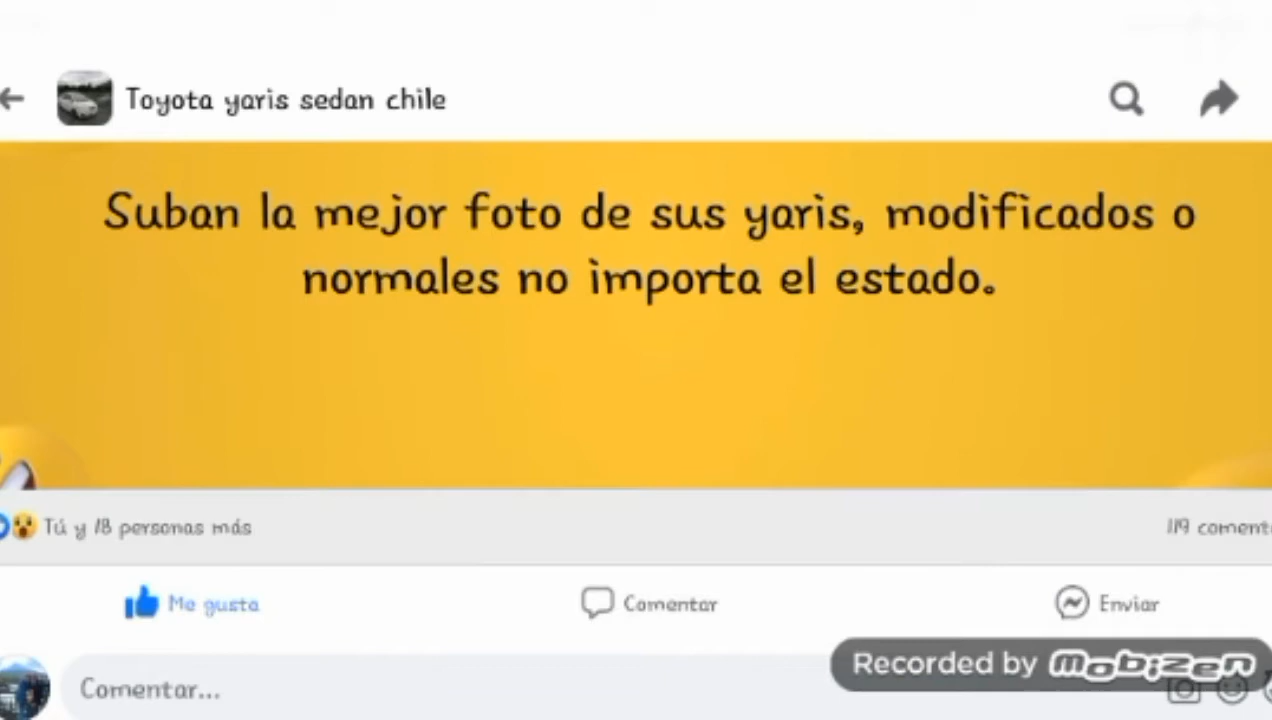 Toyota yaris sedan chile
Suban la mejor foto de sus yaris, modificados o
normales no importa el estado.
Tú y 18 personas más
119 coment
Me gusta
Comentar
Enviar
Recorded by mobizen
Comentar...